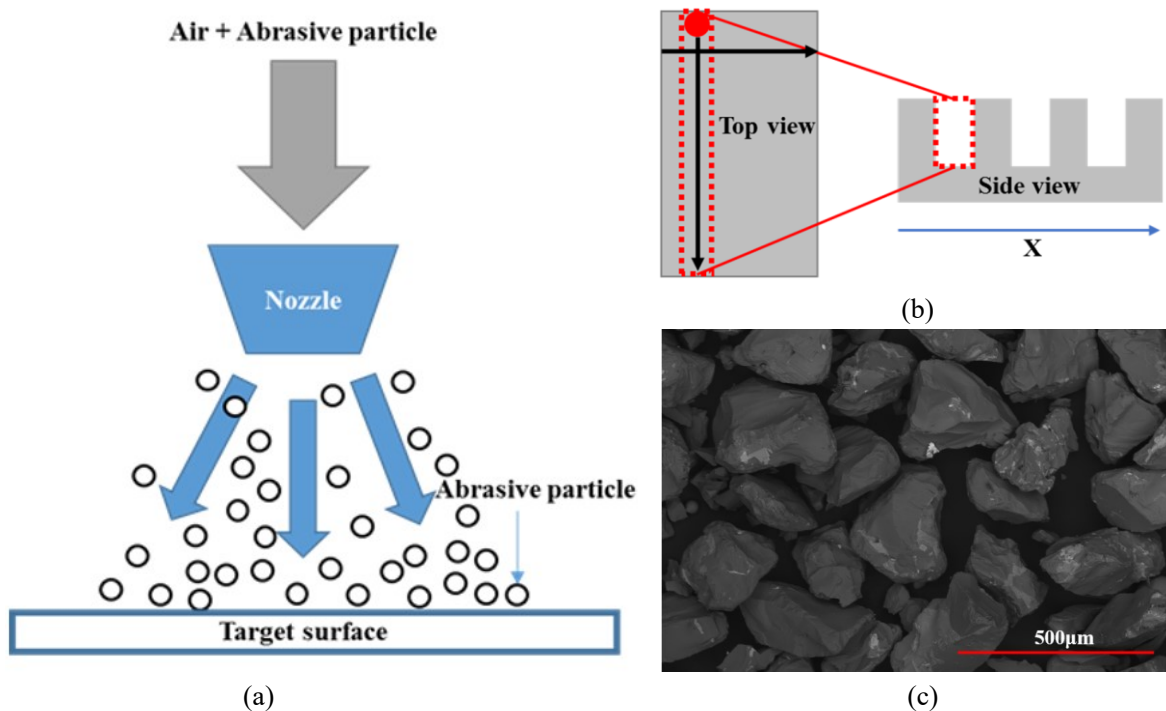 Air + Abrasive particle
Nozzle
Abrasive particle
Target surface
(a)
Top view
Side view
X
(b)
500μm
(c)